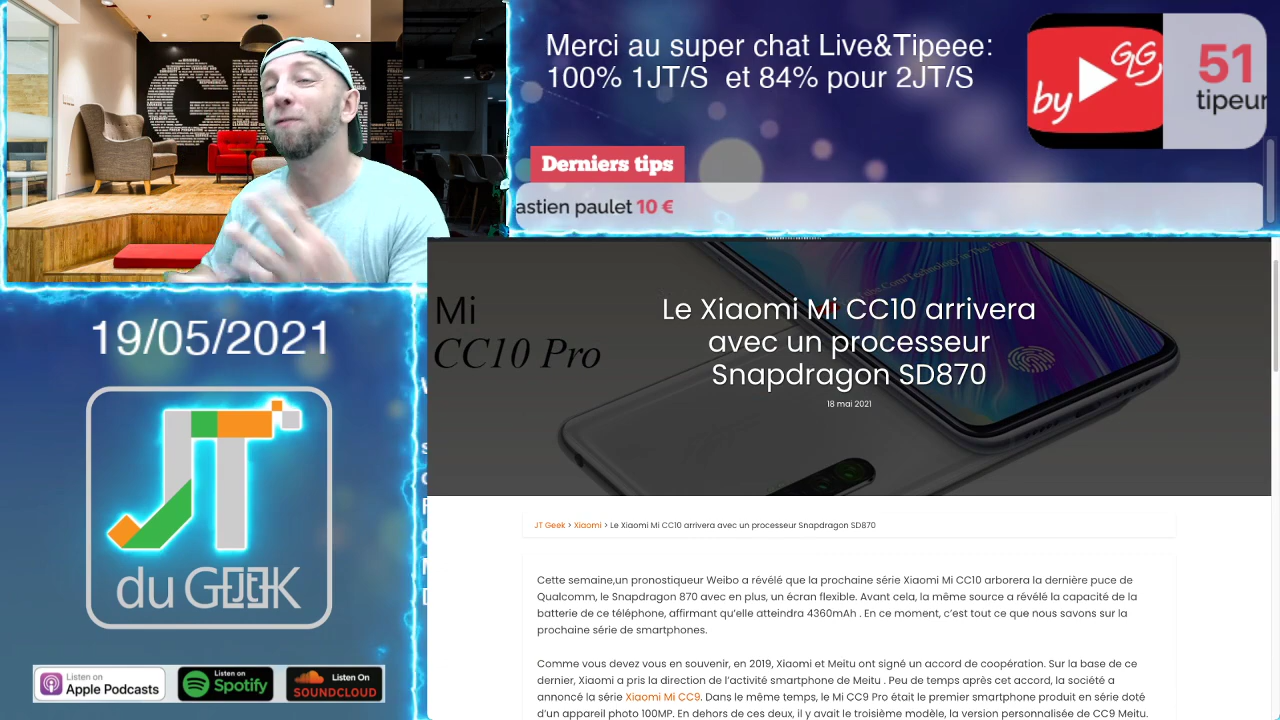 Merci au super chat Live&Tipeee:
100% 1JT/S et 84% pour 2JT/S
by GG
51
tipeur
Derniers tips
astien paulet 10 €
19/05/2021
JT
du GEEK
Listen on
Apple Podcasts
Listen on
Spotify
Listen On
SOUNDCLOUD
Mi
CC10 Pro
Le Xiaomi Mi CC10 arrivera
avec un processeur
Snapdragon SD870
18 mai 2021
JT Geek > Xiaomi > Le Xiaomi Mi CC10 arrivera avec un processeur Snapdragon SD870
Cette semaine,un pronostiqueur Weibo a révélé que la prochaine série Xiaomi Mi CC10 arborera la dernière puce de
Qualcomm, le Snapdragon 870 avec en plus, un écran flexible. Avant cela, la même source a révélé la capacité de la
batterie de ce téléphone, affirmant qu'elle atteindra 4360mAh . En ce moment, c'est tout ce que nous savons sur la
prochaine série de smartphones.
Comme vous devez vous en souvenir, en 2019, Xiaomi et Meitu ont signé un accord de coopération. Sur la base de ce
dernier, Xiaomi a pris la direction de l'activité smartphone de Meitu . Peu de temps après cet accord, la société a
annoncé la série Xiaomi Mi CC9. Dans le même temps, le Mi CC9 Pro était le premier smartphone produit en série doté
d'un appareil photo 100MP. En dehors de ces deux, il y avait le troisième modèle, la version personnalisée de CC9 Meitu.